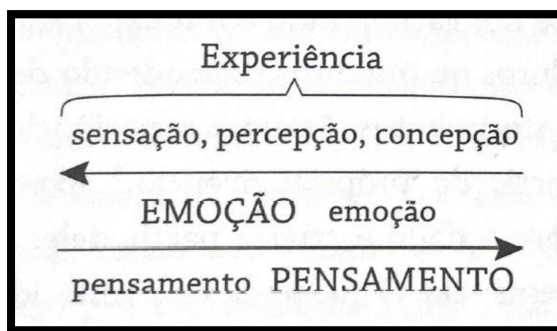 Experiência
sensação, percepção, concepção
EMOÇÃO emoção
pensamento PENSAMENTO